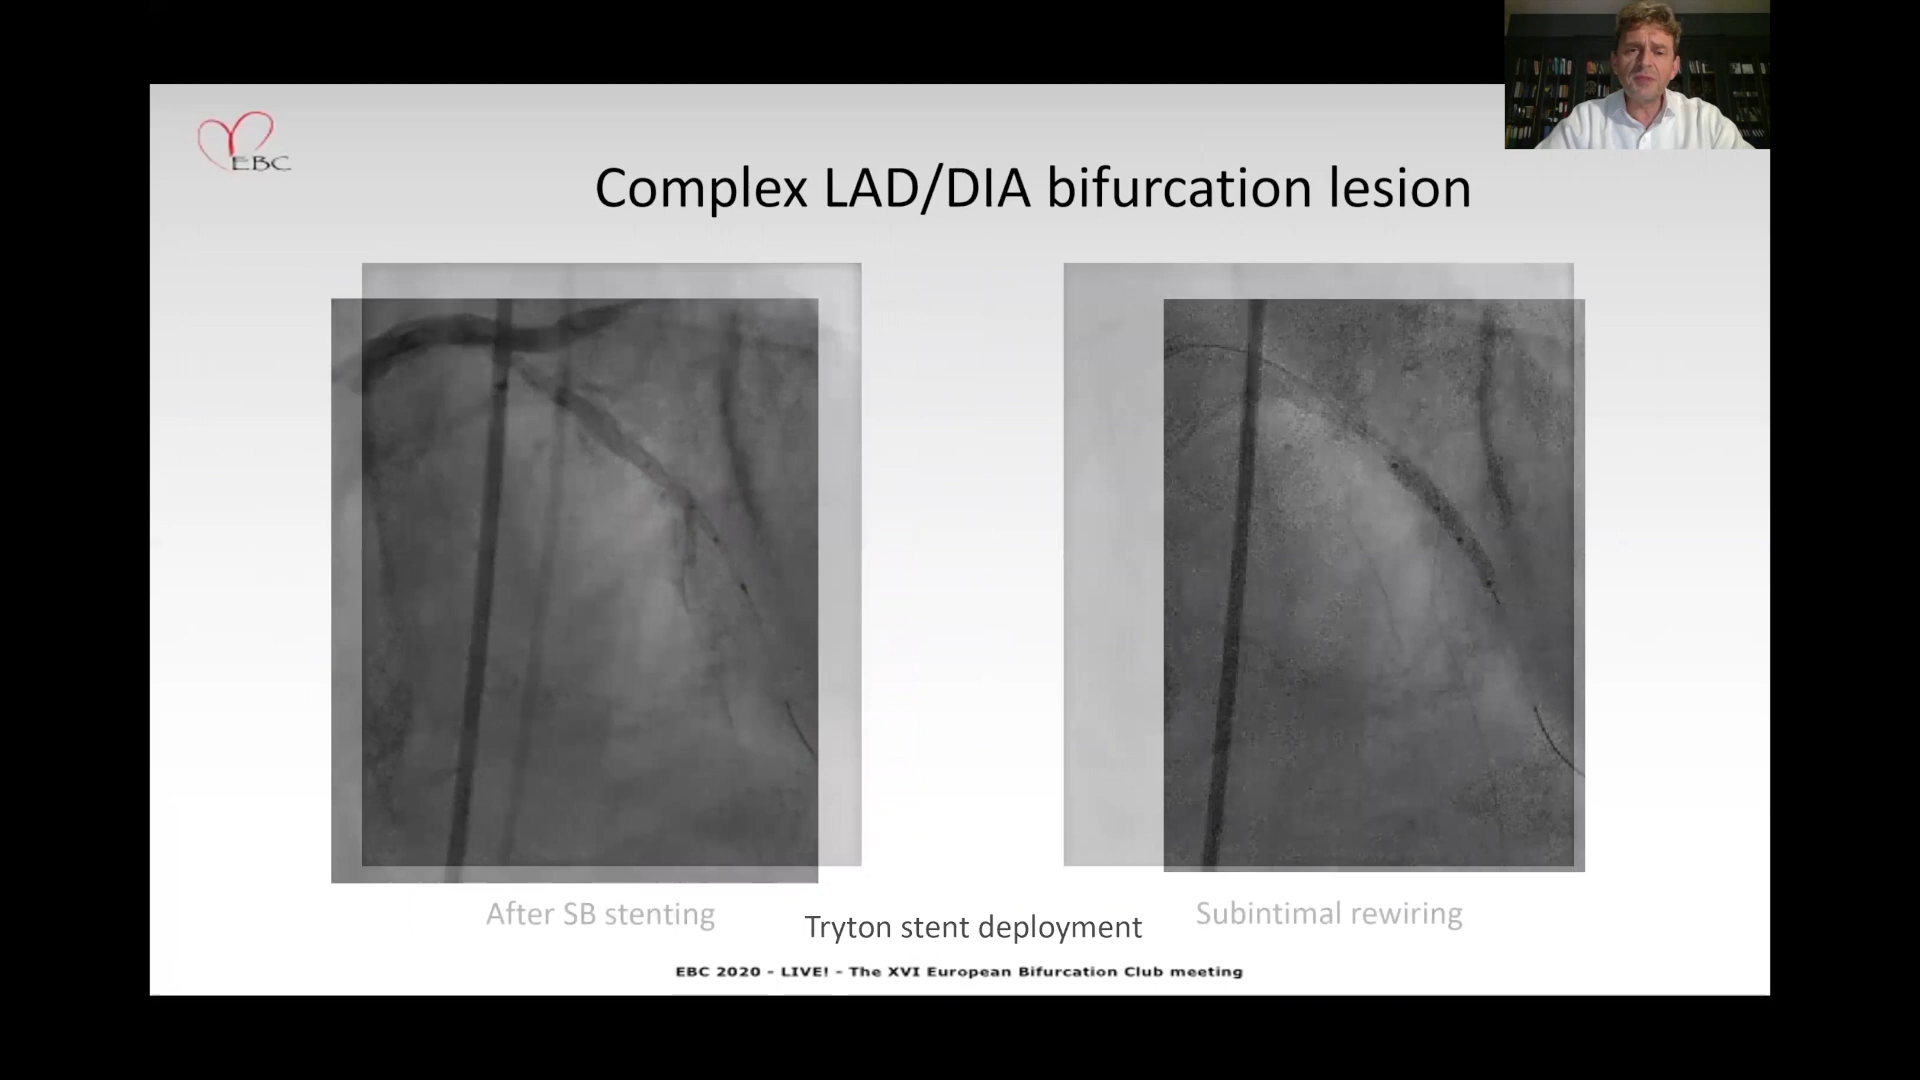 EBC
Complex LAD/DIA bifurcation lesion
After SB stenting
Tryton stent deployment
Subintimal rewiring
EBC 2020 - LIVE! - The XVI European Bifurcation Club meeting